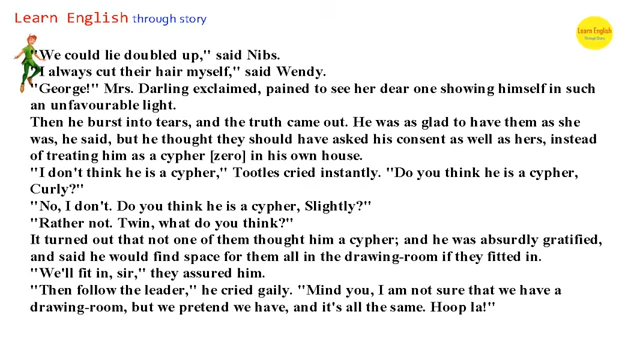 Learn English through story
Learn English
Through Story
"We could lie doubled up," said Nibs.
"I always cut their hair myself," said Wendy.
"George!" Mrs. Darling exclaimed, pained to see her dear one showing himself in such
an unfavourable light.
Then he burst into tears, and the truth came out. He was as glad to have them as she
was, he said, but he thought they should have asked his consent as well as hers, instead
of treating him as a cypher [zero] in his own house.
"I don't think he is a cypher," Tootles cried instantly. "Do you think he is a cypher,
Curly?"
"No, I don't. Do you think he is a cypher, Slightly?"
"Rather not. Twin, what do you think?"
It turned out that not one of them thought him a cypher; and he was absurdly gratified,
and said he would find space for them all in the drawing-room if they fitted in.
"We'll fit in, sir," they assured him.
"Then follow the leader," he cried gaily. "Mind you, I am not sure that we have a
drawing-room, but we pretend we have, and it's all the same. Hoop la!"